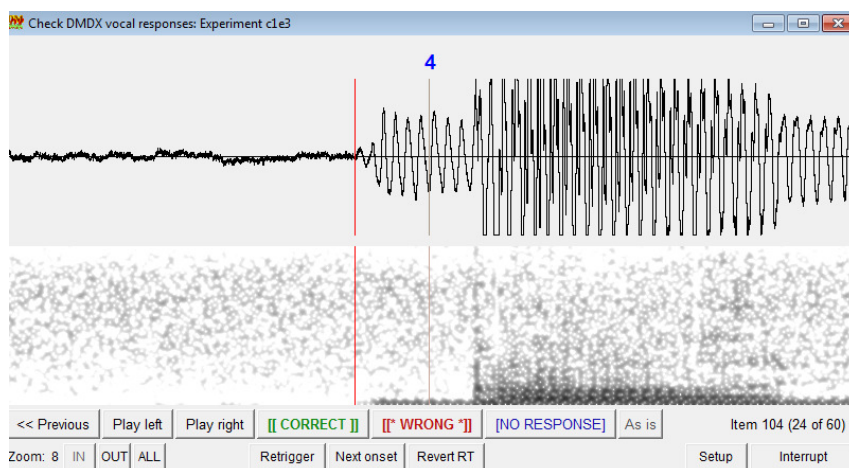 Check DMDX vocal responses: Experiment c1e3
4
<< Previous Play left Play right [[ CORRECT ]] [[* WRONG *]] [NO RESPONSE] As is Item 104 (24 of 60)
Zoom: 8 IN OUT ALL Retrigger Next onset Revert RT Setup Interrupt